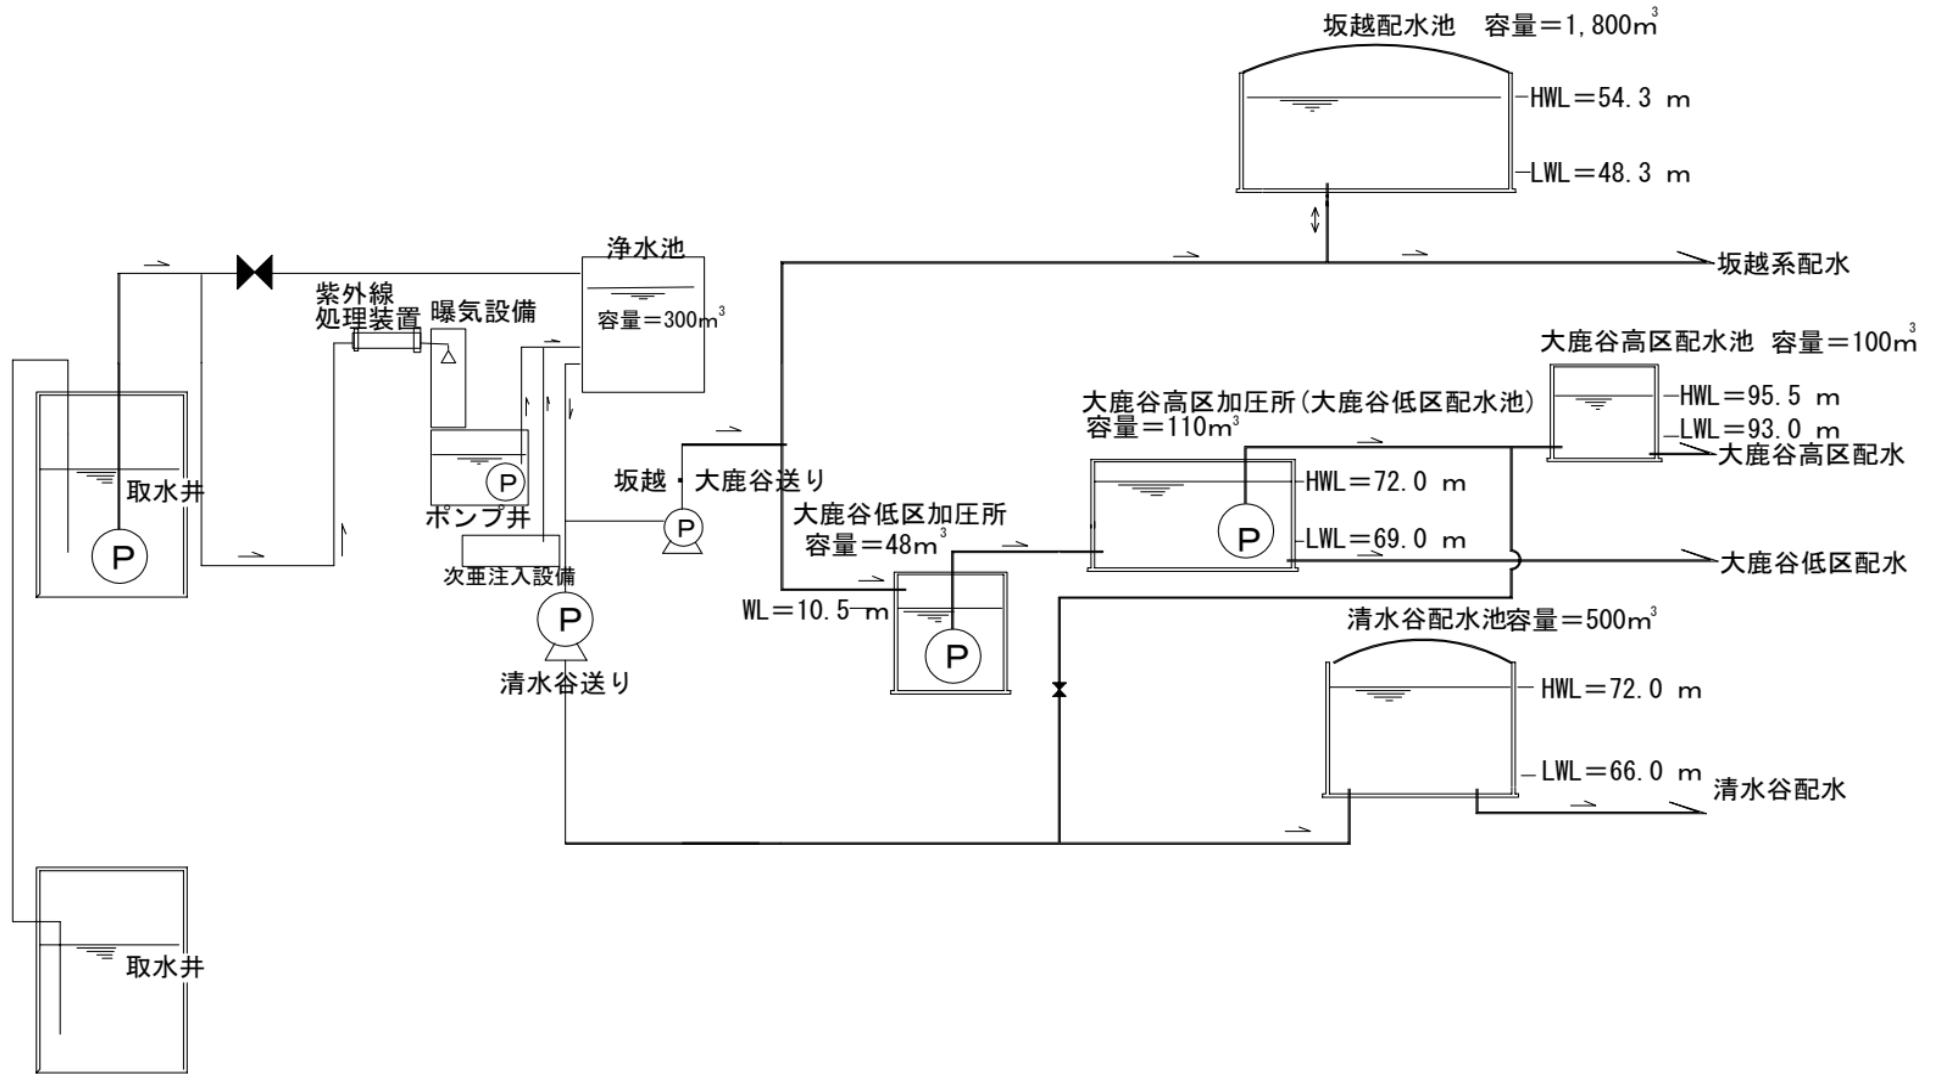 坂越配水池 容量＝1,800m³
HWL＝54.3 m
LWL＝48.3 m
坂越系配水
浄水池
容量＝300m³
紫外線
処理装置
曝気設備
大鹿谷高区配水池 容量＝100m³
HWL＝95.5 m
LWL＝93.0 m
大鹿谷高区配水
大鹿谷高区加圧所(大鹿谷低区配水池)
容量＝110m³
HWL＝72.0 m
LWL＝69.0 m
P
大鹿谷低区配水
取水井
P
P
ポンプ井
坂越・大鹿谷送り
P
大鹿谷低区加圧所
容量＝48m³
WL＝10.5 m
P
次亜注入設備
P
清水谷送り
清水谷配水池容量＝500m³
HWL＝72.0 m
LWL＝66.0 m
清水谷配水
取水井